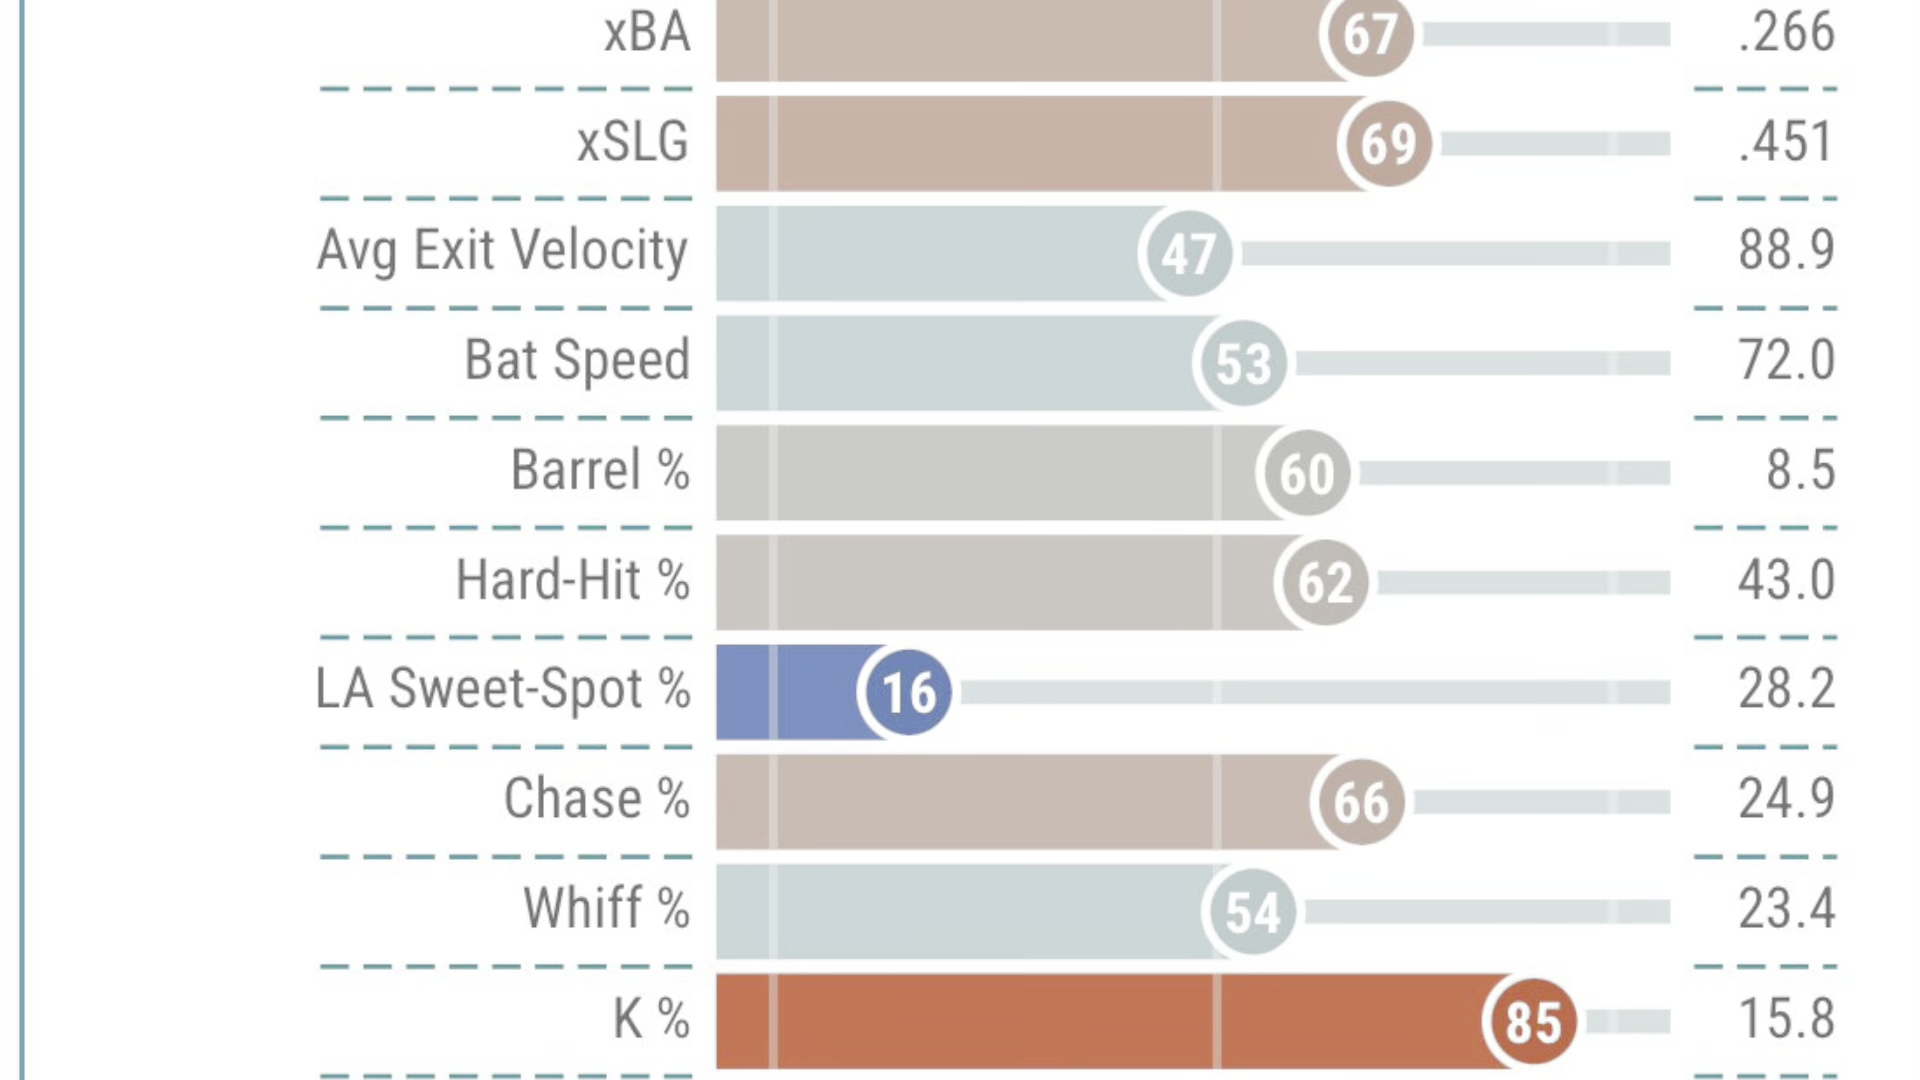 xBA 67 .266
xSLG 69 .451
Avg Exit Velocity 47 88.9
Bat Speed 53 72.0
Barrel % 60 8.5
Hard-Hit % 62 43.0
LA Sweet-Spot % 16 28.2
Chase % 66 24.9
Whiff % 54 23.4
K % 85 15.8